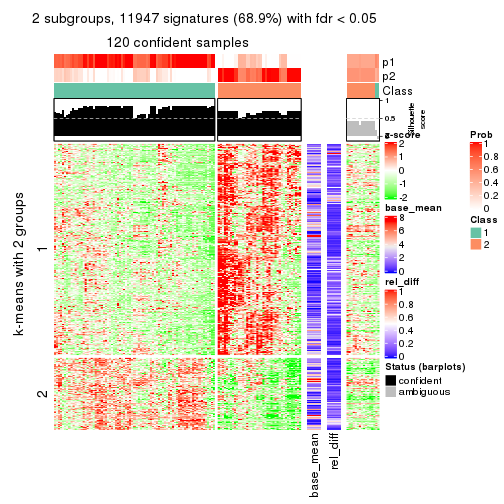 2 subgroups, 11947 signatures (68.9%) with fdr < 0.05
120 confident samples
p1
p2
Class
1
0.5
0
Silhouette
score
k-means with 2 groups
1
2
base_mean
rel_diff
z-score
2
1
0
-1
-2
base_mean
8
6
4
2
0
rel_diff
1
0.8
0.6
0.4
0.2
0
Status (barplots)
confident
ambiguous
Prob
1
0.8
0.6
0.4
0.2
0
Class
1
2